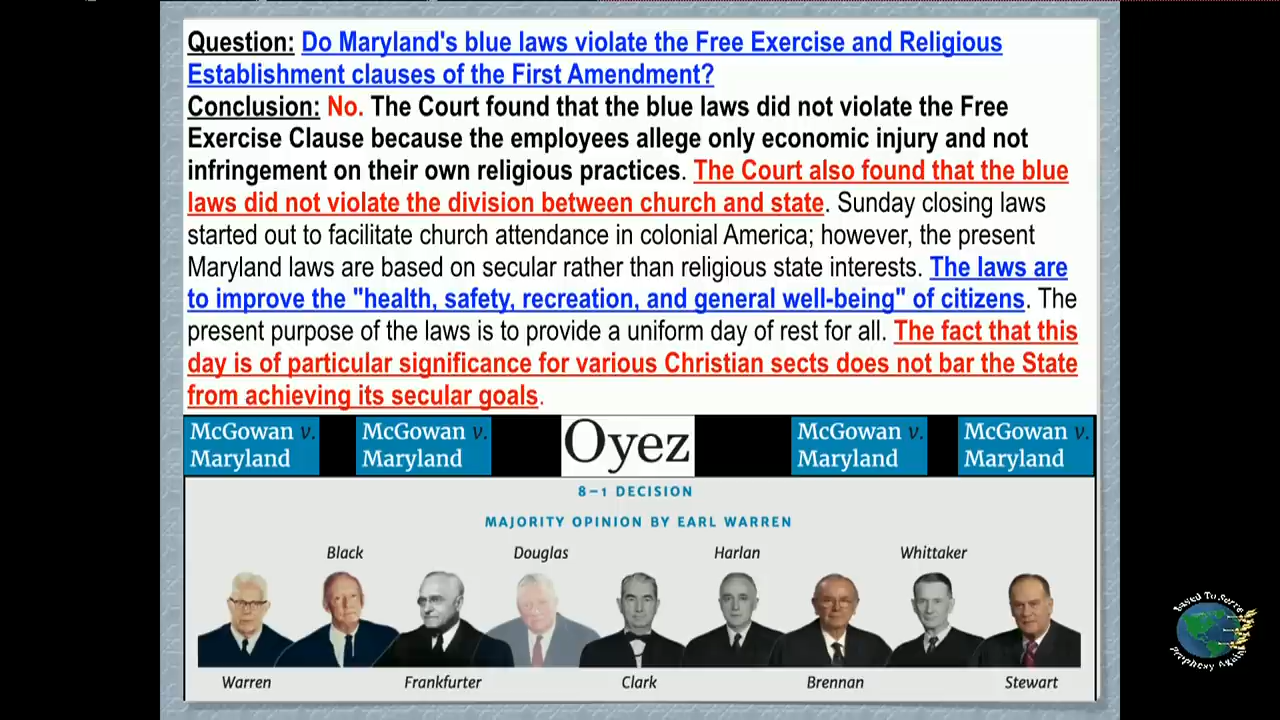 Question: Do Maryland's blue laws violate the Free Exercise and Religious
Establishment clauses of the First Amendment?
Conclusion: No. The Court found that the blue laws did not violate the Free
Exercise Clause because the employees allege only economic injury and not
infringement on their own religious practices. The Court also found that the blue
laws did not violate the division between church and state. Sunday closing laws
started out to facilitate church attendance in colonial America; however, the present
Maryland laws are based on secular rather than religious state interests. The laws are
to improve the "health, safety, recreation, and general well-being" of citizens. The
present purpose of the laws is to provide a uniform day of rest for all. The fact that this
day is of particular significance for various Christian sects does not bar the State
from achieving its secular goals.
McGowan v.
Maryland
McGowan v.
Maryland
Oyez
McGowan v.
Maryland
McGowan v.
Maryland
8–1 DECISION
MAJORITY OPINION BY EARL WARREN
Black Douglas Harlan Whittaker
Warren Frankfurter Clark Brennan Stewart
To Serve
Prophexy Again